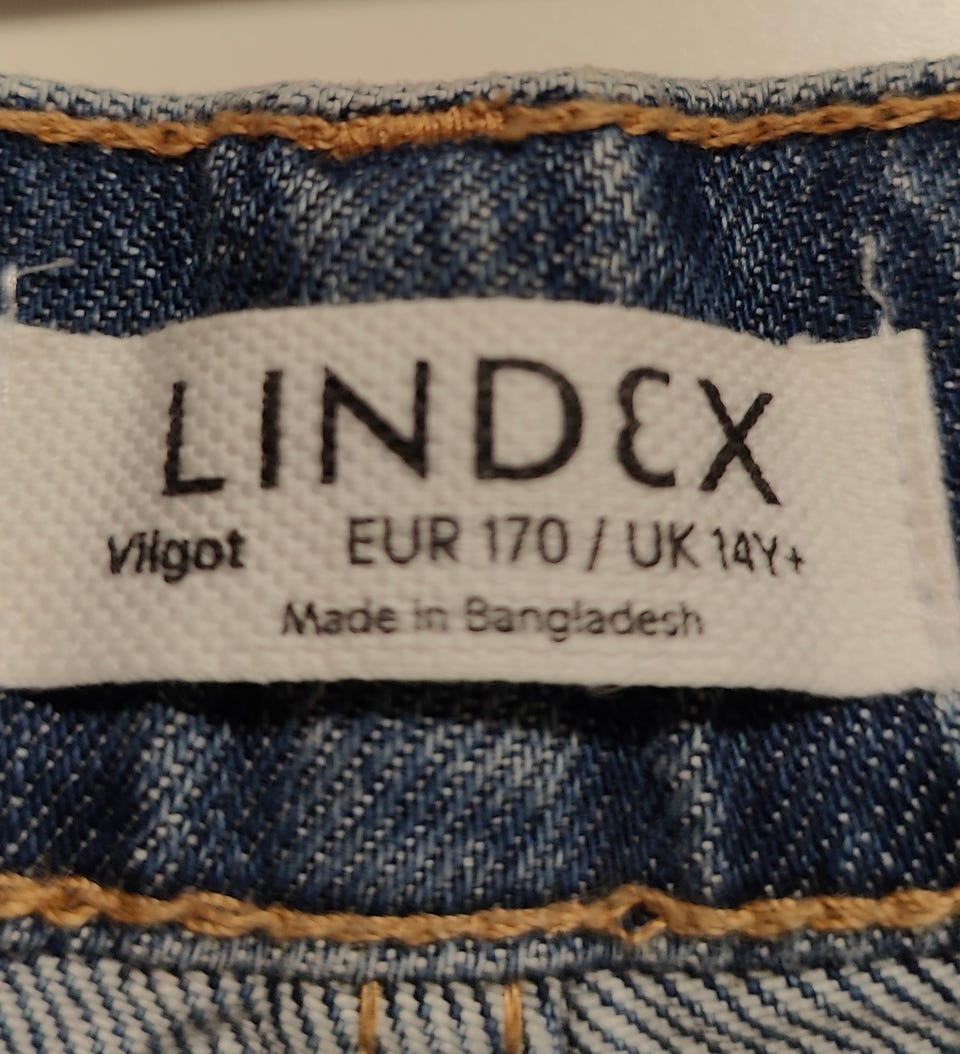 LINDEX
Vilgot EUR 170 / UK 14Y+
Made in Bangladesh